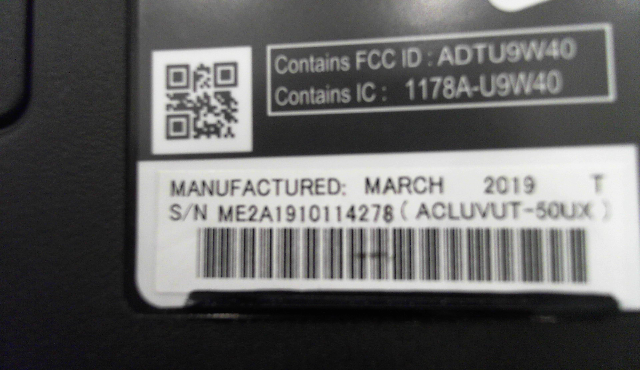 Contains FCC ID : ADTU9W40
Contains IC : 1178A-U9W40
MANUFACTURED: MARCH 2019 T
S/N ME2A1910114278 ( ACLUVUT-50UX )